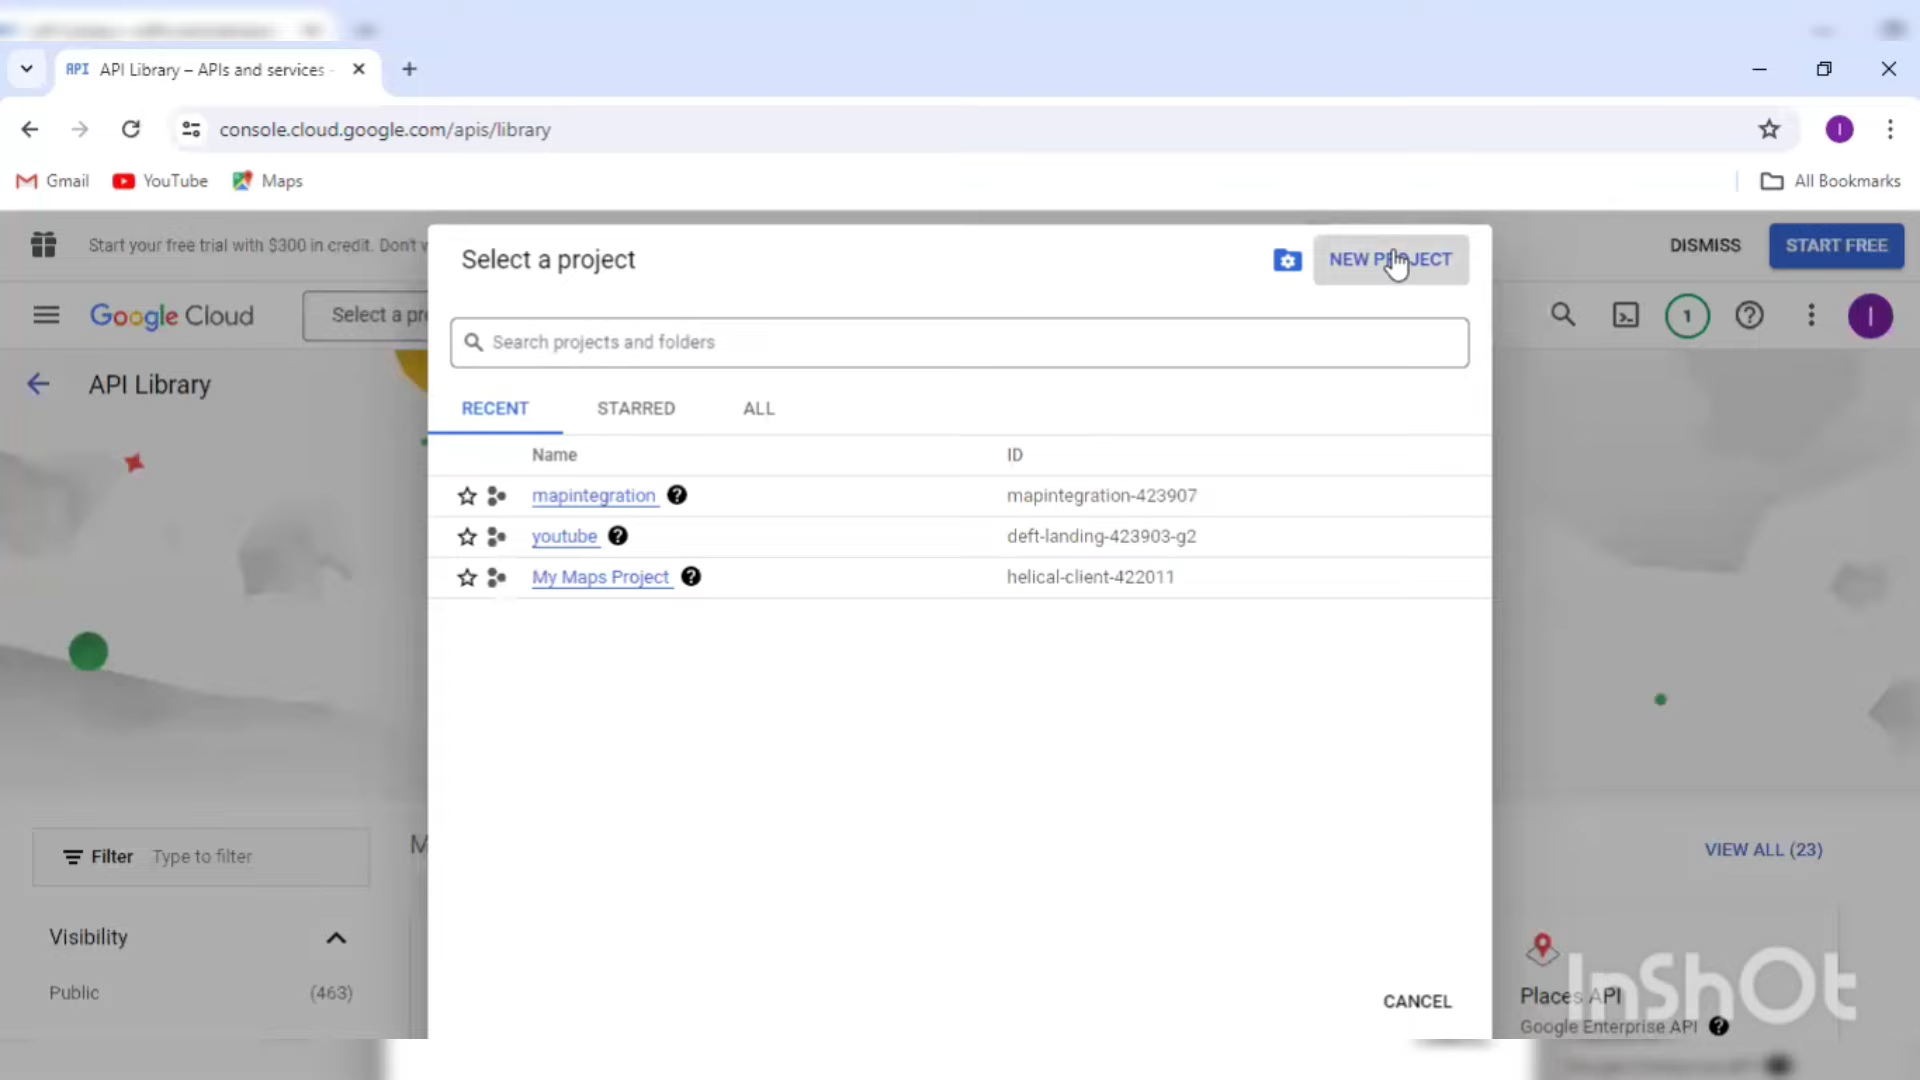 API API Library – APIs and services -
console.cloud.google.com/apis/library
I
Gmail
YouTube
Maps
All Bookmarks
Start your free trial with $300 in credit. Don't
DISMISS
START FREE
Google Cloud
Select a pr
1
I
API Library
Select a project
NEW PROJECT
Search projects and folders
RECENT
STARRED
ALL
Name
ID
mapintegration
mapintegration-423907
youtube
deft-landing-423903-g2
My Maps Project
helical-client-422011
CANCEL
Filter Type to filter
M
VIEW ALL (23)
Visibility
Public
(463)
Places API
Google Enterprise API
InShOt